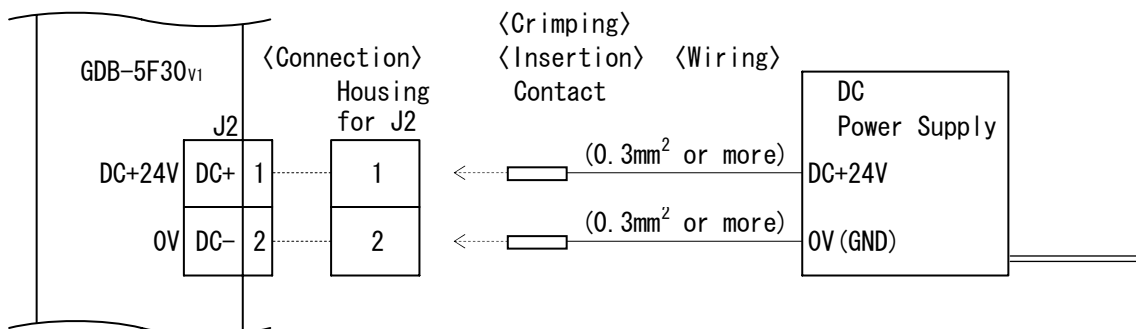 〈Crimping〉
GDB-5F30V1
〈Connection〉
〈Insertion〉
〈Wiring〉
Housing
for J2
Contact
DC
Power Supply
J2
DC+24V
DC+
1
1
(0.3mm² or more)
DC+24V
0V
DC-
2
2
(0.3mm² or more)
0V(GND)